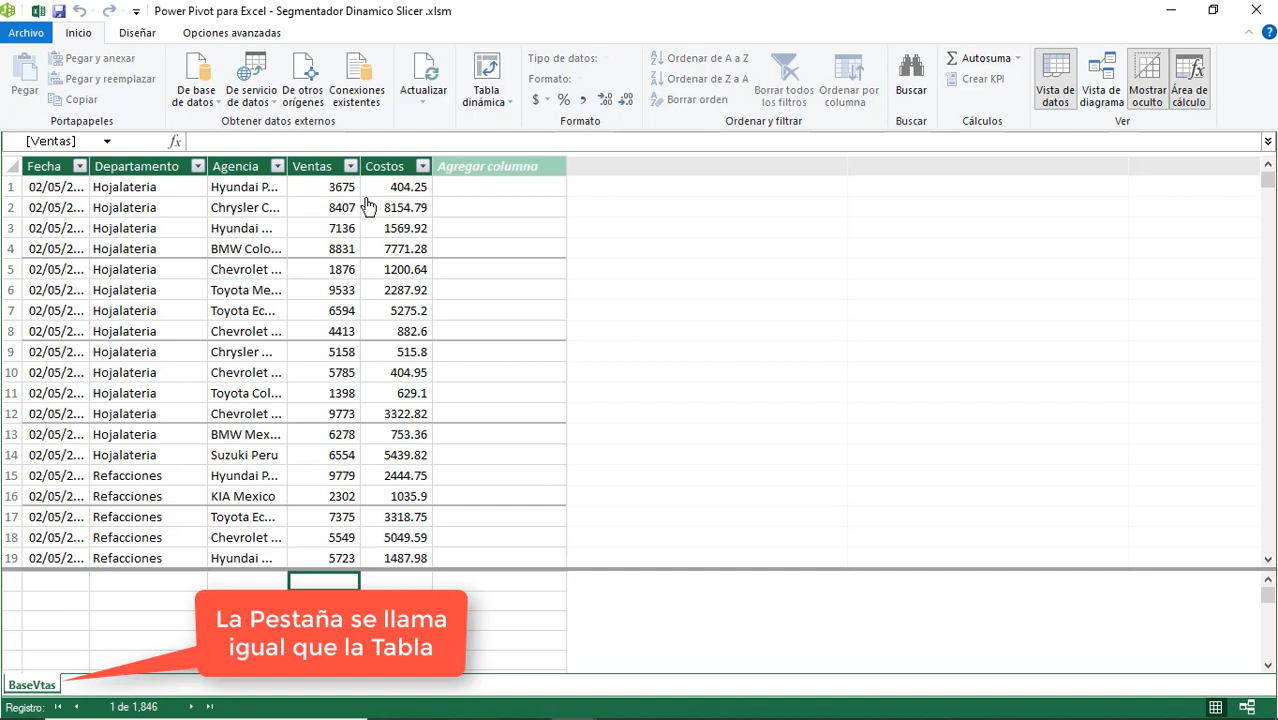 Power Pivot para Excel - Segmentador Dinamico Slicer .xlsm
Archivo Inicio Diseñar Opciones avanzadas
Pegar
Pegar y anexar
Pegar y reemplazar
Copiar
Portapapeles
De base de datos
De servicio de datos
De otros orígenes
Conexiones existentes
Obtener datos externos
Actualizar
Tabla dinámica
Tipo de datos:
Formato:
$ % ,
Formato
Ordenar de A a Z
Ordenar de Z a A
Borrar orden
Borrar todos los filtros
Ordenar por columna
Ordenar y filtrar
Buscar
Buscar
Autosuma
Crear KPI
Cálculos
Vista de datos
Vista de diagrama
Mostrar oculto
Área de cálculo
Ver
[Ventas] fx
Fecha Departamento Agencia Ventas Costos Agregar columna
1 02/05/2... Hojalateria Hyundai P... 3675 404.25
2 02/05/2... Hojalateria Chrysler C... 8407 8154.79
3 02/05/2... Hojalateria Hyundai ... 7136 1569.92
4 02/05/2... Hojalateria BMW Colo... 8831 7771.28
5 02/05/2... Hojalateria Chevrolet ... 1876 1200.64
6 02/05/2... Hojalateria Toyota Me... 9533 2287.92
7 02/05/2... Hojalateria Toyota Ec... 6594 5275.2
8 02/05/2... Hojalateria Chevrolet ... 4413 882.6
9 02/05/2... Hojalateria Chrysler ... 5158 515.8
10 02/05/2... Hojalateria Chevrolet ... 5785 404.95
11 02/05/2... Hojalateria Toyota Col... 1398 629.1
12 02/05/2... Hojalateria Chevrolet ... 9773 3322.82
13 02/05/2... Hojalateria BMW Mex... 6278 753.36
14 02/05/2... Hojalateria Suzuki Peru 6554 5439.82
15 02/05/2... Refacciones Hyundai P... 9779 2444.75
16 02/05/2... Refacciones KIA Mexico 2302 1035.9
17 02/05/2... Refacciones Toyota Ec... 7375 3318.75
18 02/05/2... Refacciones Chevrolet ... 5549 5049.59
19 02/05/2... Refacciones Hyundai ... 5723 1487.98
La Pestaña se llama
igual que la Tabla
BaseVtas
Registro: 1 de 1,846